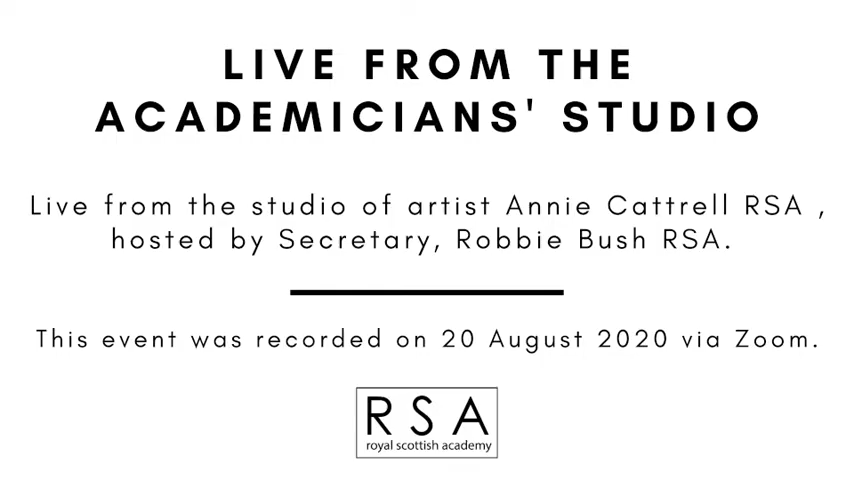 LIVE FROM THE
ACADEMICIANS' STUDIO
Live from the studio of artist Annie Cattrell RSA ,
hosted by Secretary, Robbie Bush RSA.
This event was recorded on 20 August 2020 via Zoom.
RSA
royal scottish academy